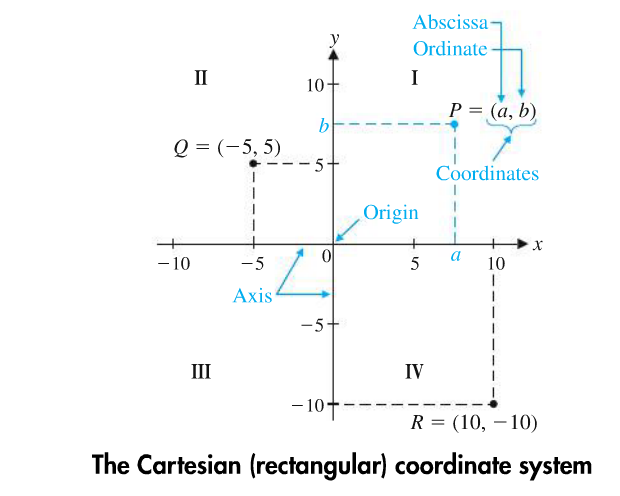 Abscissa
Ordinate
y
II
I
10
P = (a, b)
b
Q = (−5, 5)
5
Coordinates
Origin
x
−10
−5
0
5
a
10
Axis
−5
III
IV
−10
R = (10, −10)
The Cartesian (rectangular) coordinate system